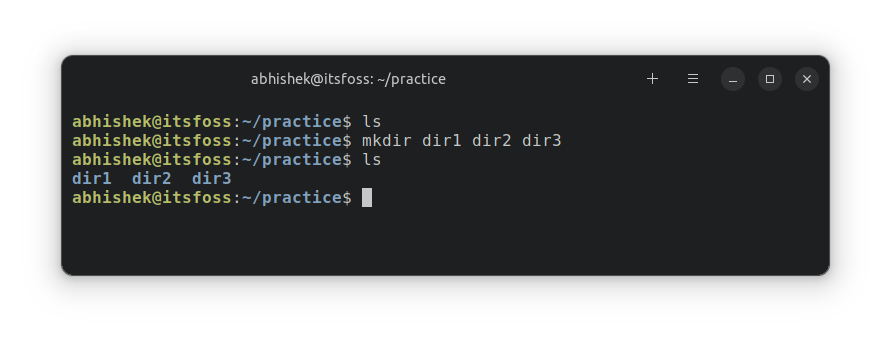 abhishek@itsfoss: ~/practice
abhishek@itsfoss:~/practice$ ls
abhishek@itsfoss:~/practice$ mkdir dir1 dir2 dir3
abhishek@itsfoss:~/practice$ ls
dir1  dir2  dir3
abhishek@itsfoss:~/practice$